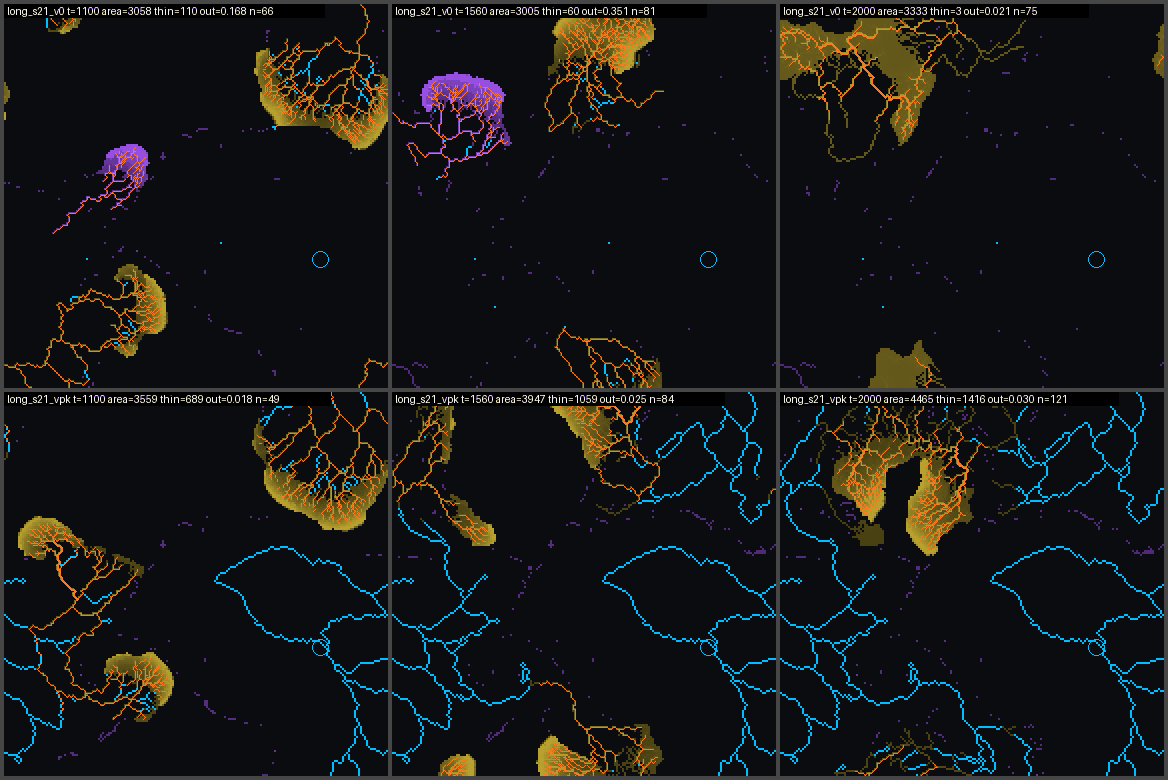 long_s21_v0 t=1100 area=3058 thin=110 out=0.168 n=66
long_s21_v0 t=1560 area=3005 thin=60 out=0.351 n=81
long_s21_v0 t=2000 area=3333 thin=3 out=0.021 n=75
long_s21_vpk t=1100 area=3559 thin=689 out=0.018 n=49
long_s21_vpk t=1560 area=3947 thin=1059 out=0.025 n=84
long_s21_vpk t=2000 area=4465 thin=1416 out=0.030 n=121